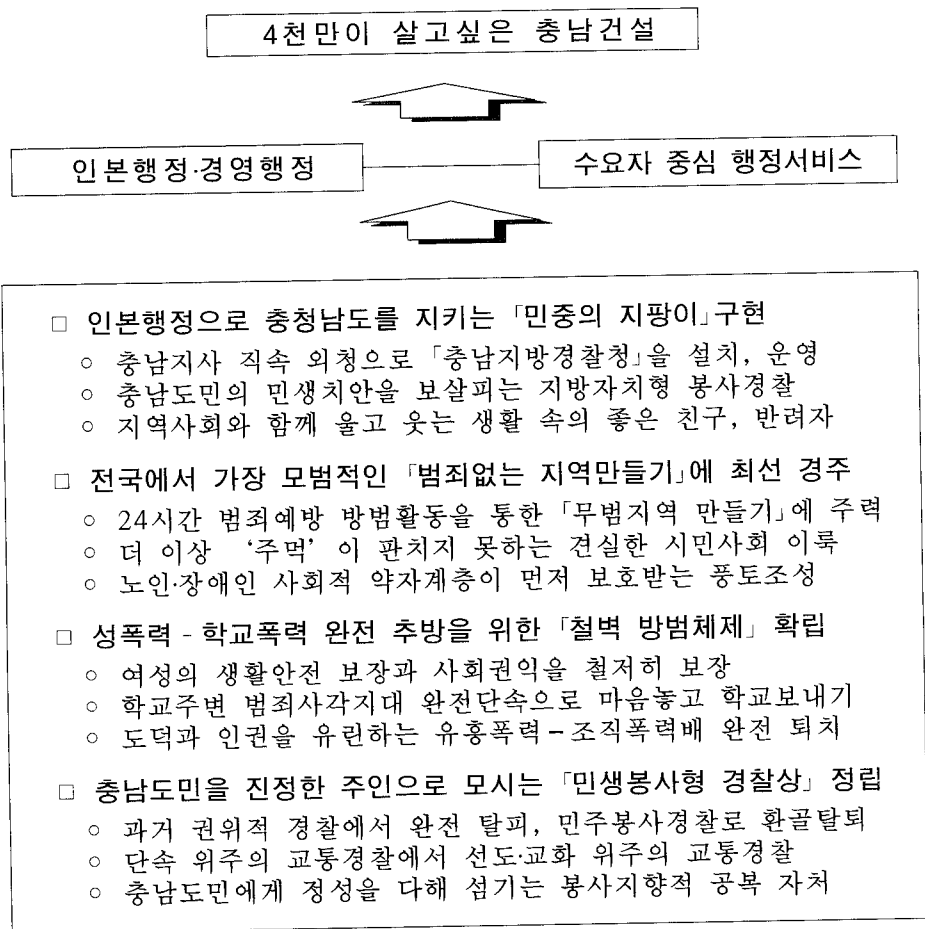 4천만이 살고싶은 충남건설
인본행정·경영행정
수요자 중심 행정서비스
□ 인본행정으로 충청남도를 지키는 「민중의 지팡이」구현
○ 충남지사 직속 외청으로 「충남지방경찰청」을 설치, 운영
○ 충남도민의 민생치안을 보살피는 지방자치형 봉사경찰
○ 지역사회와 함께 울고 웃는 생활 속의 좋은 친구, 반려자
□ 전국에서 가장 모범적인 「범죄없는 지역만들기」에 최선 경주
○ 24시간 범죄예방 방범활동을 통한 「무범지역 만들기」에 주력
○ 더 이상 ‘주먹’이 판치지 못하는 견실한 시민사회 이룩
○ 노인·장애인 사회적 약자계층이 먼저 보호받는 풍토조성
□ 성폭력 - 학교폭력 완전 추방을 위한 「철벽 방범체제」 확립
○ 여성의 생활안전 보장과 사회권익을 철저히 보장
○ 학교주변 범죄사각지대 완전단속으로 마음놓고 학교보내기
○ 도덕과 인권을 유린하는 유흥폭력 - 조직폭력배 완전 퇴치
□ 충남도민을 진정한 주인으로 모시는 「민생봉사형 경찰상」 정립
○ 과거 권위적 경찰에서 완전 탈피, 민주봉사경찰로 환골탈퇴
○ 단속 위주의 교통경찰에서 선도·교화 위주의 교통경찰
○ 충남도민에게 정성을 다해 섬기는 봉사지향적 공복 자처